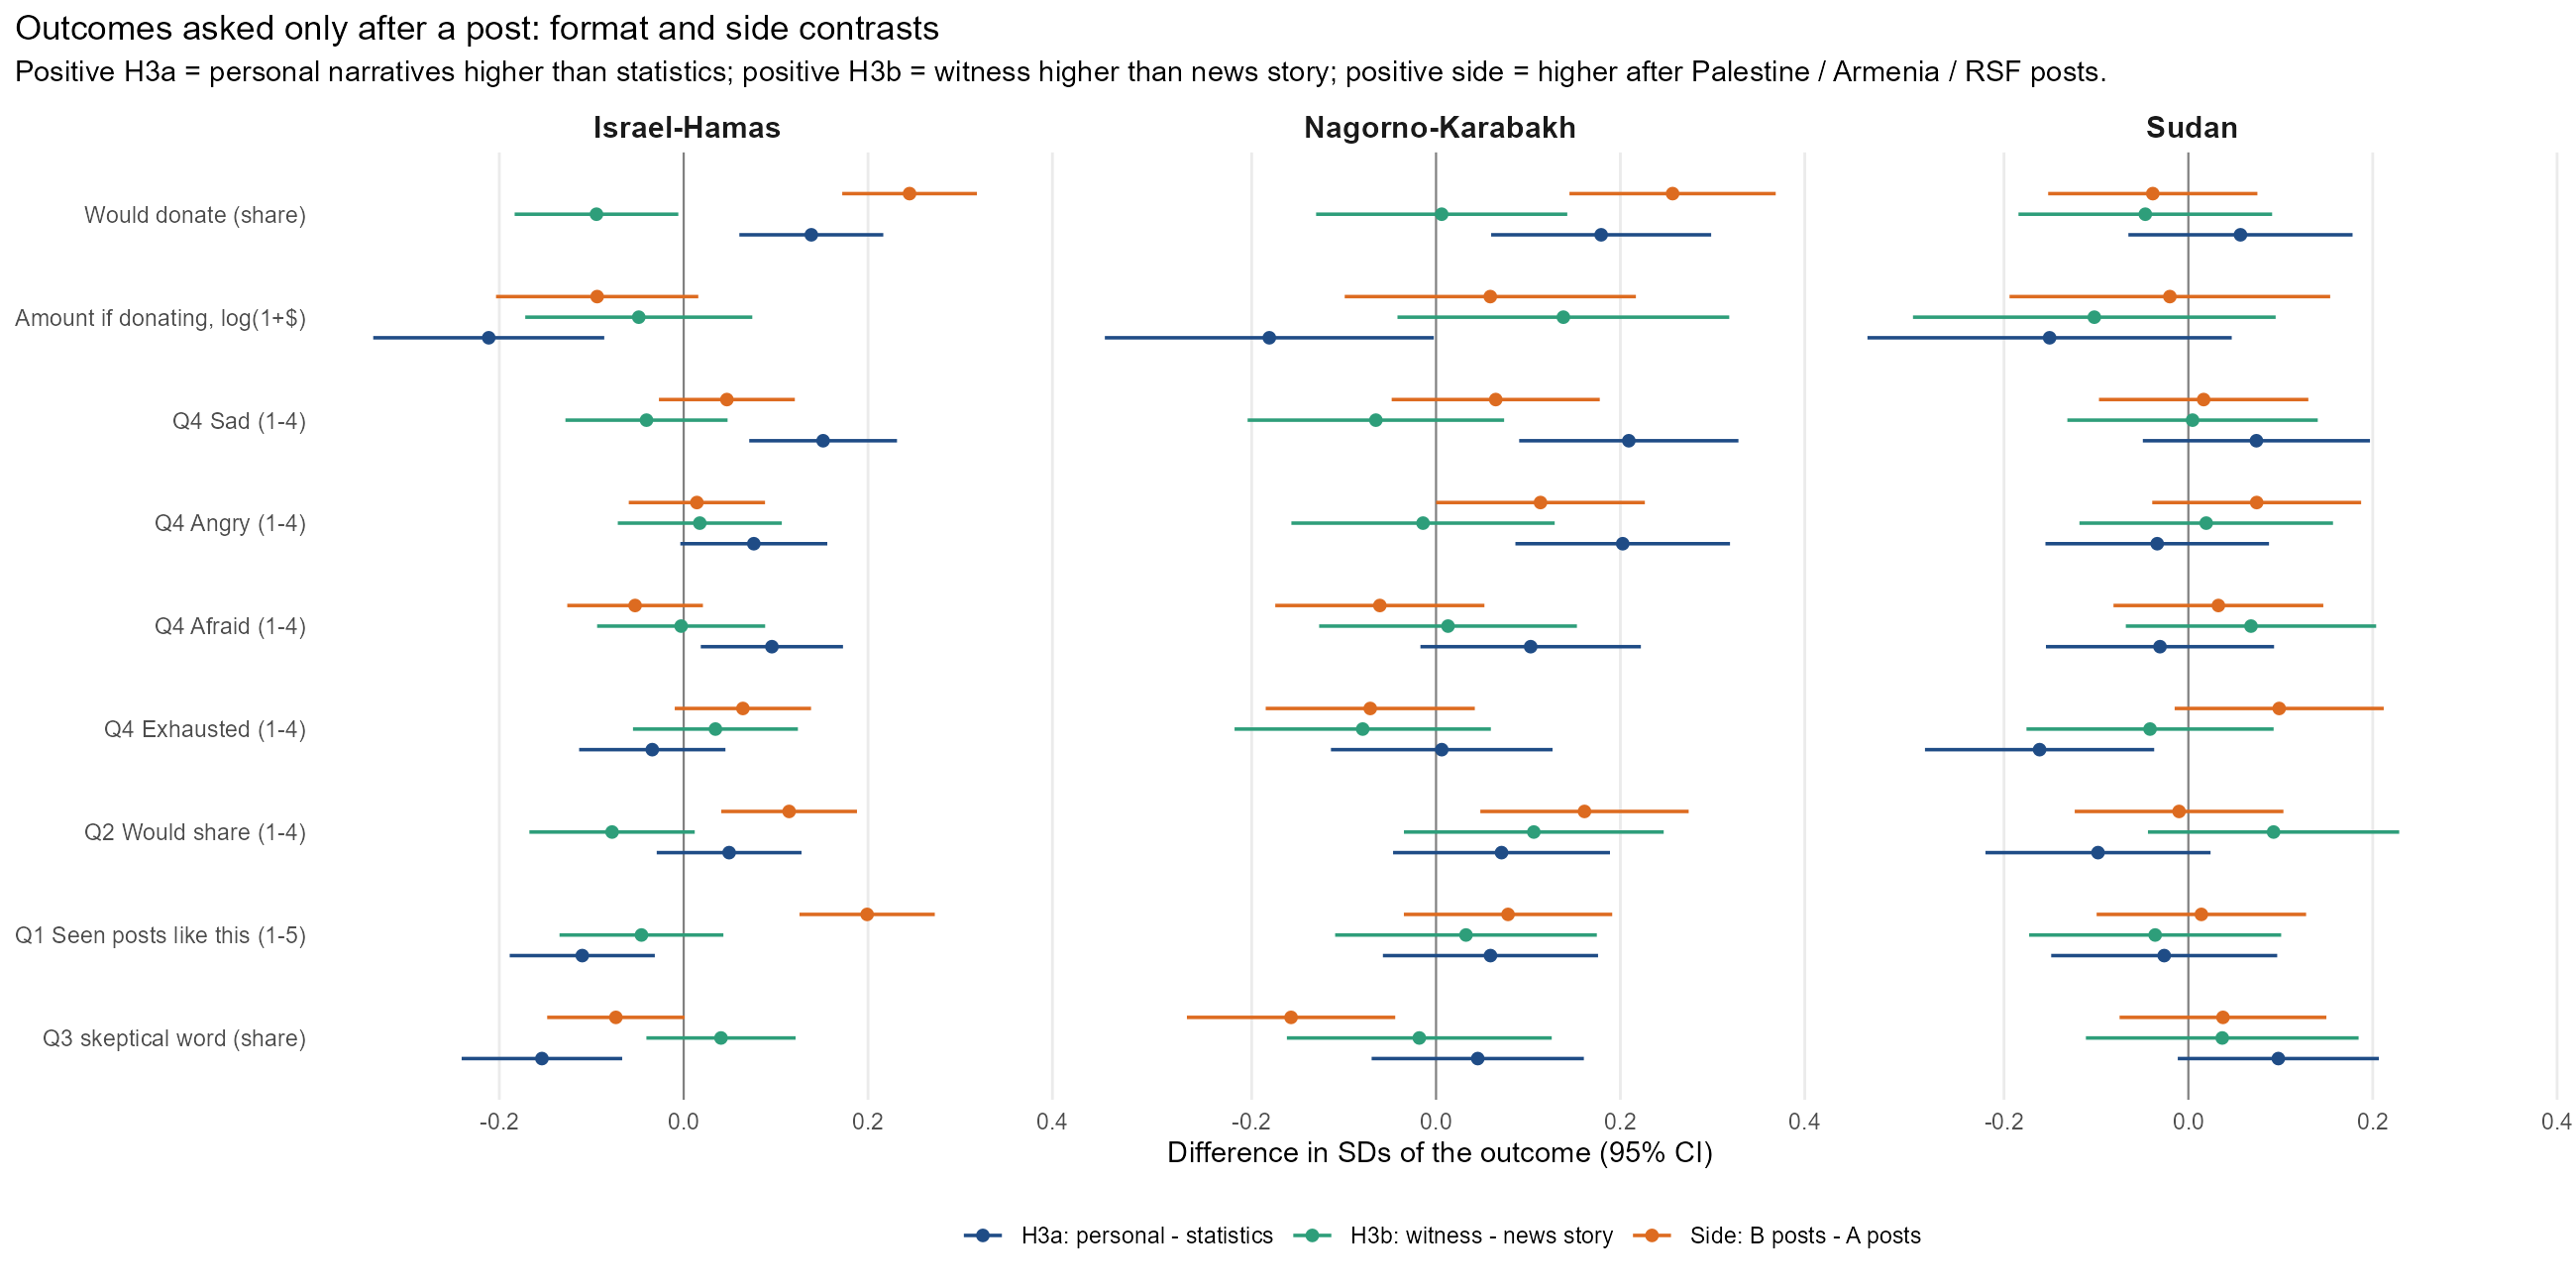 Outcomes asked only after a post: format and side contrasts
Positive H3a = personal narratives higher than statistics; positive H3b = witness higher than news story; positive side = higher after Palestine / Armenia / RSF posts.
Israel-Hamas
Nagorno-Karabakh
Sudan
Would donate (share)
Amount if donating, log(1+$)
Q4 Sad (1-4)
Q4 Angry (1-4)
Q4 Afraid (1-4)
Q4 Exhausted (1-4)
Q2 Would share (1-4)
Q1 Seen posts like this (1-5)
Q3 skeptical word (share)
-0.2 0.0 0.2 0.4
-0.2 0.0 0.2 0.4
-0.2 0.0 0.2 0.4
Difference in SDs of the outcome (95% CI)
H3a: personal - statistics
H3b: witness - news story
Side: B posts - A posts